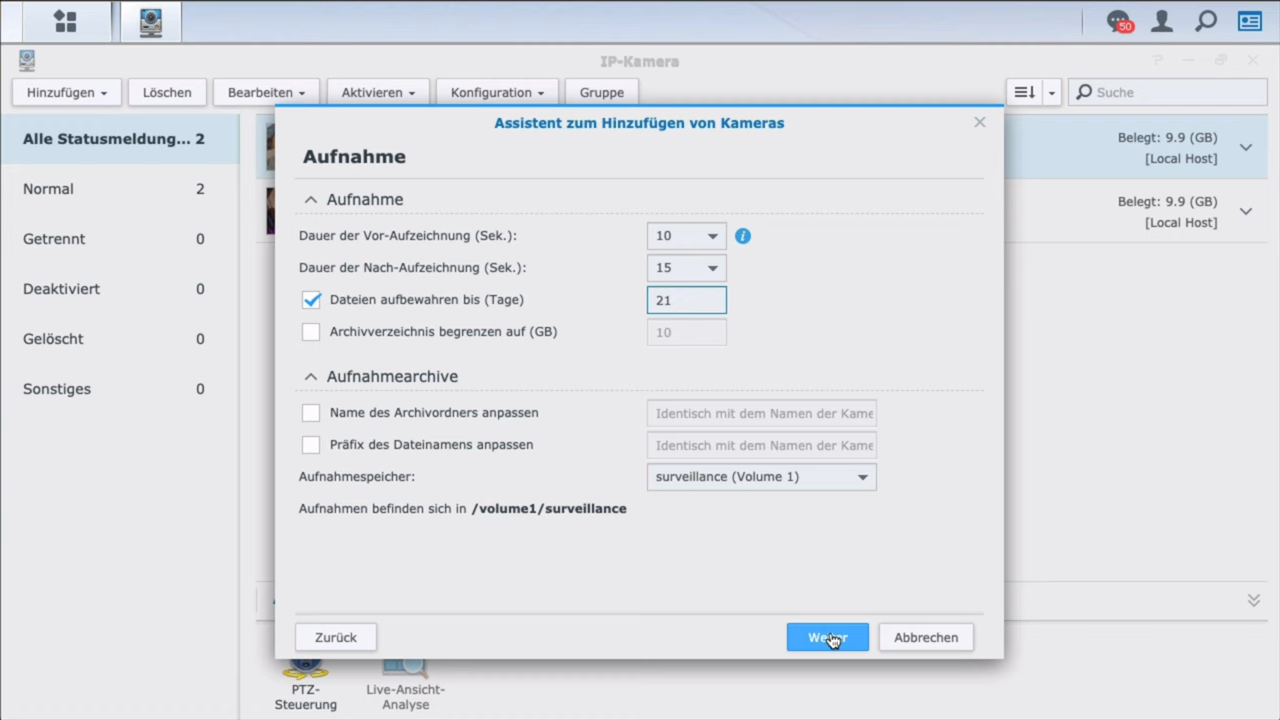 50
IP-Kamera
Hinzufügen
Löschen
Bearbeiten
Aktivieren
Konfiguration
Gruppe
Suche
Alle Statusmeldung... 2
Normal 2
Getrennt 0
Deaktiviert 0
Gelöscht 0
Sonstiges 0
Belegt: 9.9 (GB)
[Local Host]
Belegt: 9.9 (GB)
[Local Host]
Assistent zum Hinzufügen von Kameras
Aufnahme
Aufnahme
Dauer der Vor-Aufzeichnung (Sek.): 10
Dauer der Nach-Aufzeichnung (Sek.): 15
Dateien aufbewahren bis (Tage) 21
Archivverzeichnis begrenzen auf (GB) 10
Aufnahmearchive
Name des Archivordners anpassen Identisch mit dem Namen der Kame
Präfix des Dateinamens anpassen Identisch mit dem Namen der Kame
Aufnahmespeicher: surveillance (Volume 1)
Aufnahmen befinden sich in /volume1/surveillance
Zurück
Weiter
Abbrechen
PTZ-
Steuerung
Live-Ansicht-
Analyse